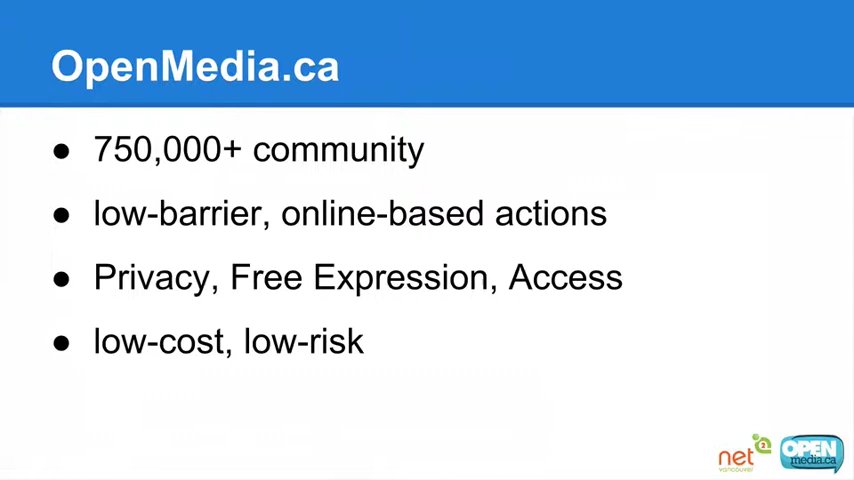 OpenMedia.ca
● 750,000+ community
● low-barrier, online-based actions
● Privacy, Free Expression, Access
● low-cost, low-risk
net2
vancouver
OPEN
media.ca